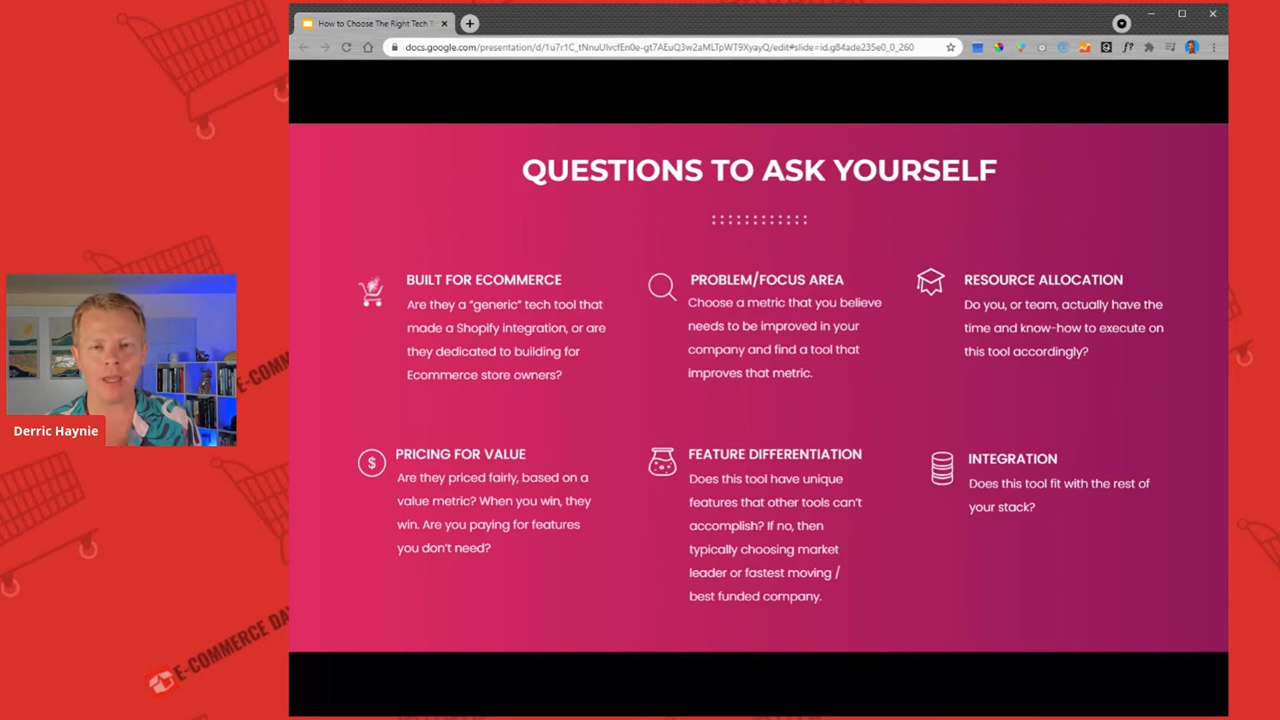 How to Choose The Right Tech T
docs.google.com/presentation/d/1u7r1C_tNnuUIvcfEn0e-gt7AEuQ3w2aMLTpWT9XyayQ/edit#slide=id.g84ade235e0_0_260
QUESTIONS TO ASK YOURSELF
BUILT FOR ECOMMERCE
Are they a “generic” tech tool that
made a Shopify integration, or are
they dedicated to building for
Ecommerce store owners?
PROBLEM/FOCUS AREA
Choose a metric that you believe
needs to be improved in your
company and find a tool that
improves that metric.
RESOURCE ALLOCATION
Do you, or team, actually have the
time and know-how to execute on
this tool accordingly?
$
PRICING FOR VALUE
Are they priced fairly, based on a
value metric? When you win, they
win. Are you paying for features
you don’t need?
FEATURE DIFFERENTIATION
Does this tool have unique
features that other tools can’t
accomplish? If no, then
typically choosing market
leader or fastest moving /
best funded company.
INTEGRATION
Does this tool fit with the rest of
your stack?
Derric Haynie
E-COMM
E-COMMERCE DA